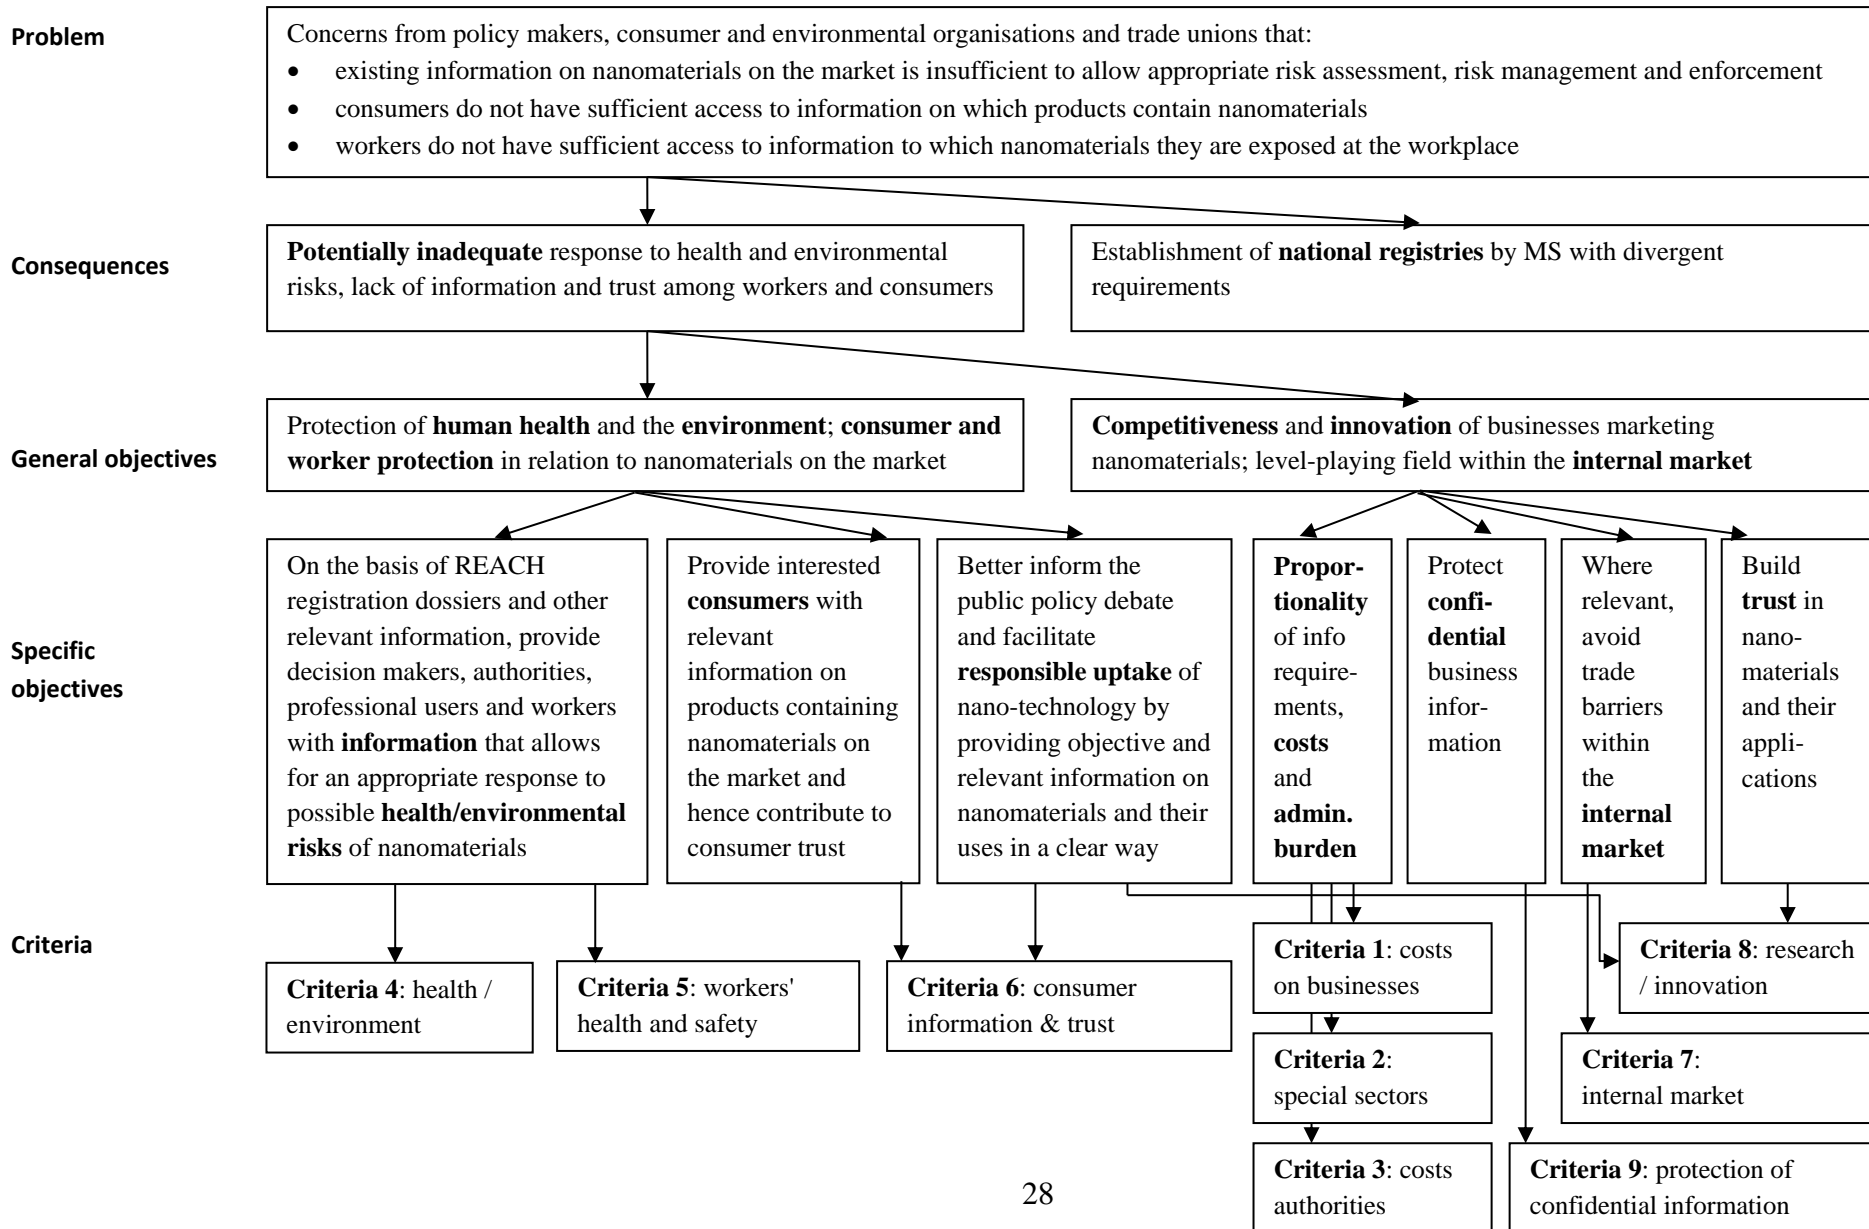 Problem
Concerns from policy makers, consumer and environmental organisations and trade unions that:
• existing information on nanomaterials on the market is insufficient to allow appropriate risk assessment, risk management and enforcement
• consumers do not have sufficient access to information on which products contain nanomaterials
• workers do not have sufficient access to information to which nanomaterials they are exposed at the workplace
Consequences
Potentially inadequate response to health and environmental
risks, lack of information and trust among workers and consumers
Establishment of national registries by MS with divergent
requirements
General objectives
Protection of human health and the environment; consumer and
worker protection in relation to nanomaterials on the market
Competitiveness and innovation of businesses marketing
nanomaterials; level-playing field within the internal market
Specific
objectives
On the basis of REACH
registration dossiers and other
relevant information, provide
decision makers, authorities,
professional users and workers
with information that allows
for an appropriate response to
possible health/environmental
risks of nanomaterials
Provide interested
consumers with
relevant
information on
products containing
nanomaterials on
the market and
hence contribute to
consumer trust
Better inform the
public policy debate
and facilitate
responsible uptake of
nano-technology by
providing objective and
relevant information on
nanomaterials and their
uses in a clear way
Propor-
tionality
of info
require-
ments,
costs
and
admin.
burden
Protect
confi-
dential
business
infor-
mation
Where
relevant,
avoid
trade
barriers
within
the
internal
market
Build
trust in
nano-
materials
and their
appli-
cations
Criteria
Criteria 4: health /
environment
Criteria 5: workers'
health and safety
Criteria 6: consumer
information & trust
Criteria 1: costs
on businesses
Criteria 8: research
/ innovation
Criteria 2:
special sectors
Criteria 7:
internal market
Criteria 3: costs
authorities
Criteria 9: protection of
confidential information
28